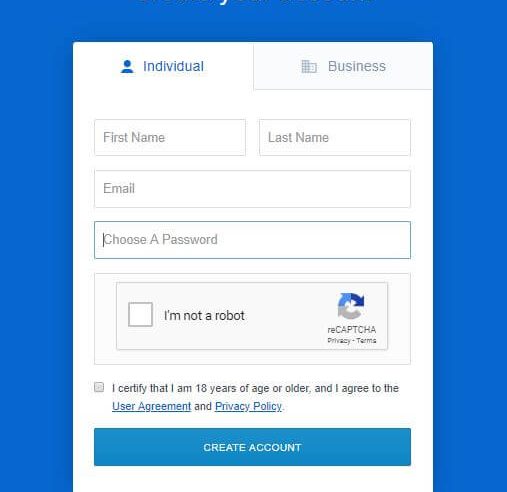 Individual
Business
First Name
Last Name
Email
Choose A Password
I'm not a robot
reCAPTCHA
Privacy - Terms
I certify that I am 18 years of age or older, and I agree to the
User Agreement and Privacy Policy.
CREATE ACCOUNT